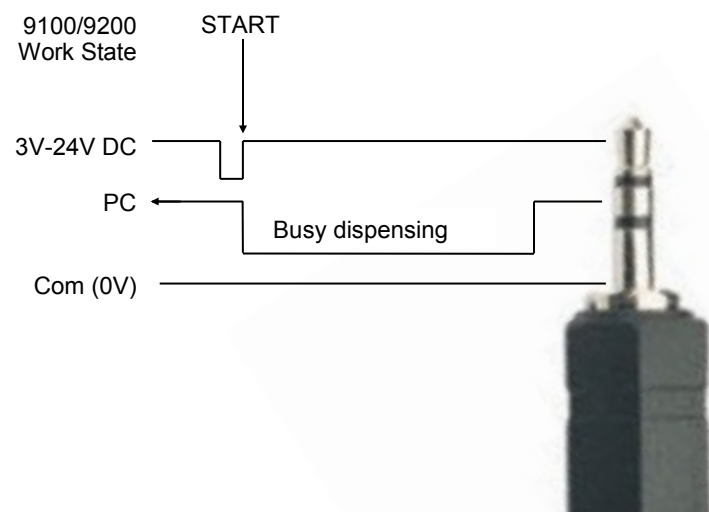 9100/9200
Work State
START
3V-24V DC
PC
Busy dispensing
Com (0V)